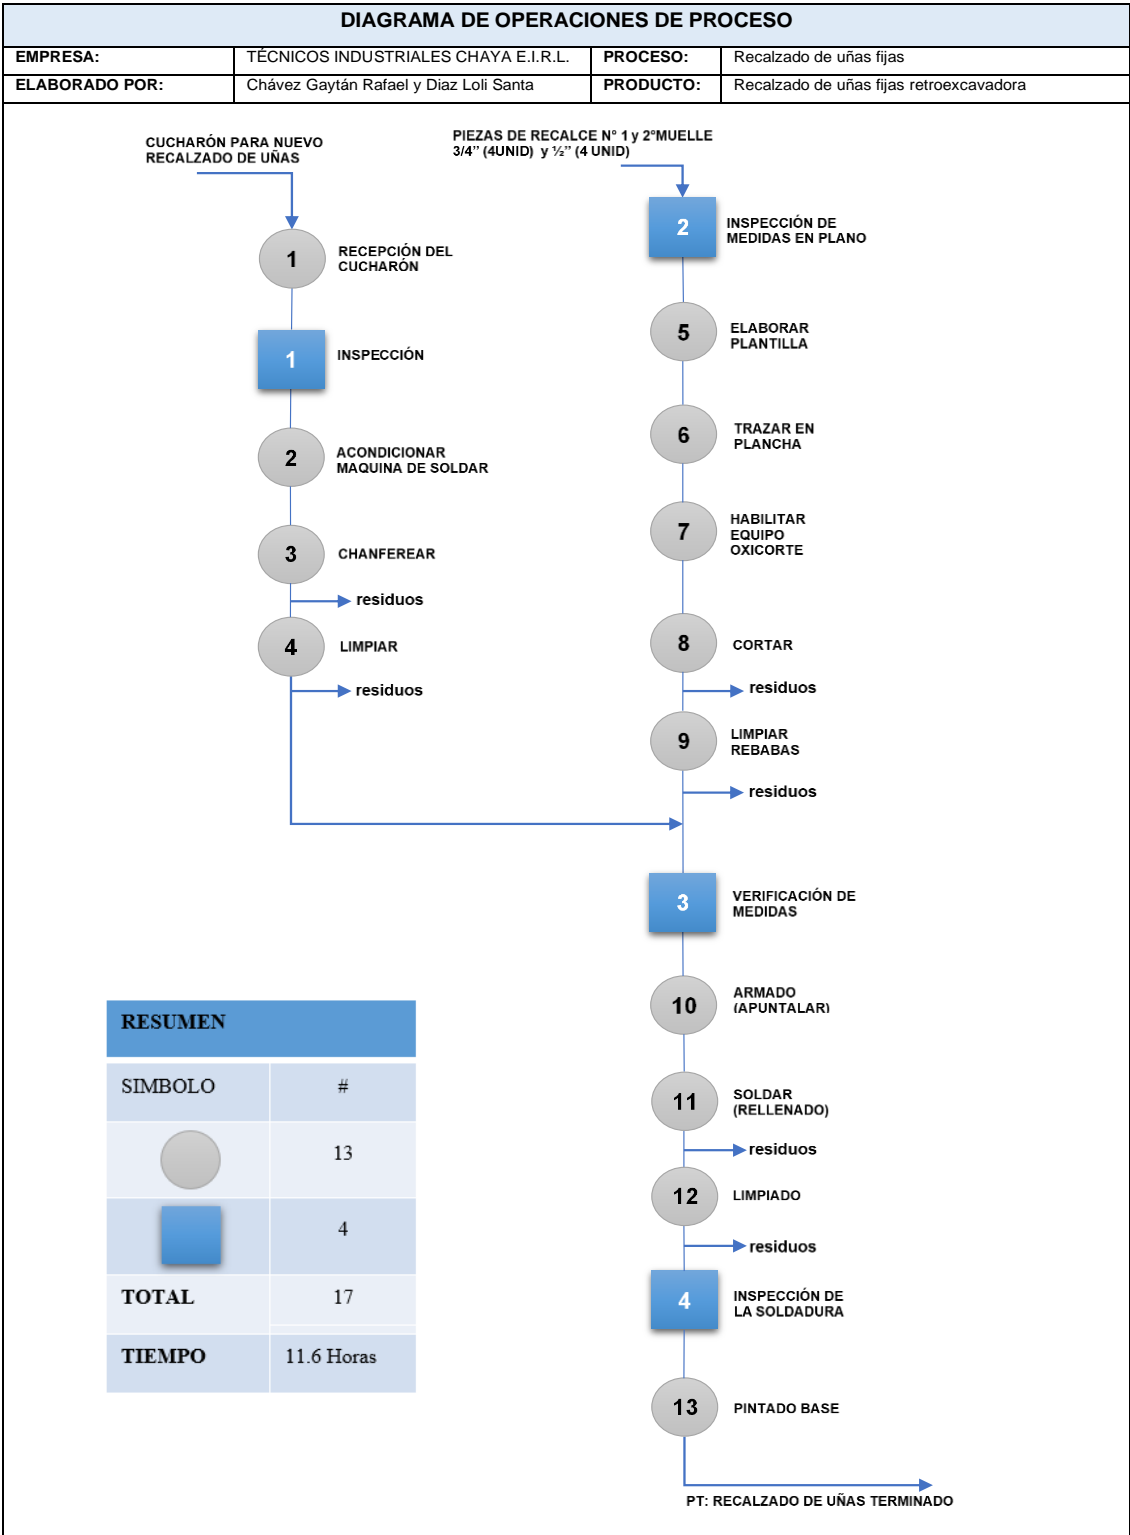 DIAGRAMA DE OPERACIONES DE PROCESO
EMPRESA: TÉCNICOS INDUSTRIALES CHAYA E.I.R.L. PROCESO: Recalzado de uñas fijas
ELABORADO POR: Chávez Gaytán Rafael y Diaz Loli Santa PRODUCTO: Recalzado de uñas fijas retroexcavadora
CUCHARÓN PARA NUEVO
RECALZADO DE UÑAS
1
RECEPCIÓN DEL
CUCHARÓN
1
INSPECCIÓN
2
ACONDICIONAR
MAQUINA DE SOLDAR
3
CHANFEREAR
residuos
4
LIMPIAR
residuos
PIEZAS DE RECALCE N° 1 y 2°MUELLE
3/4’’ (4UNID) y ½’’ (4 UNID)
2
INSPECCIÓN DE
MEDIDAS EN PLANO
5
ELABORAR
PLANTILLA
6
TRAZAR EN
PLANCHA
7
HABILITAR
EQUIPO
OXICORTE
8
CORTAR
residuos
9
LIMPIAR
REBABAS
residuos
3
VERIFICACIÓN DE
MEDIDAS
10
ARMADO
(APUNTALAR)
11
SOLDAR
(RELLENADO)
residuos
12
LIMPIADO
residuos
4
INSPECCIÓN DE
LA SOLDADURA
13
PINTADO BASE
PT: RECALZADO DE UÑAS TERMINADO
RESUMEN
SIMBOLO #
13
4
TOTAL 17
TIEMPO 11.6 Horas